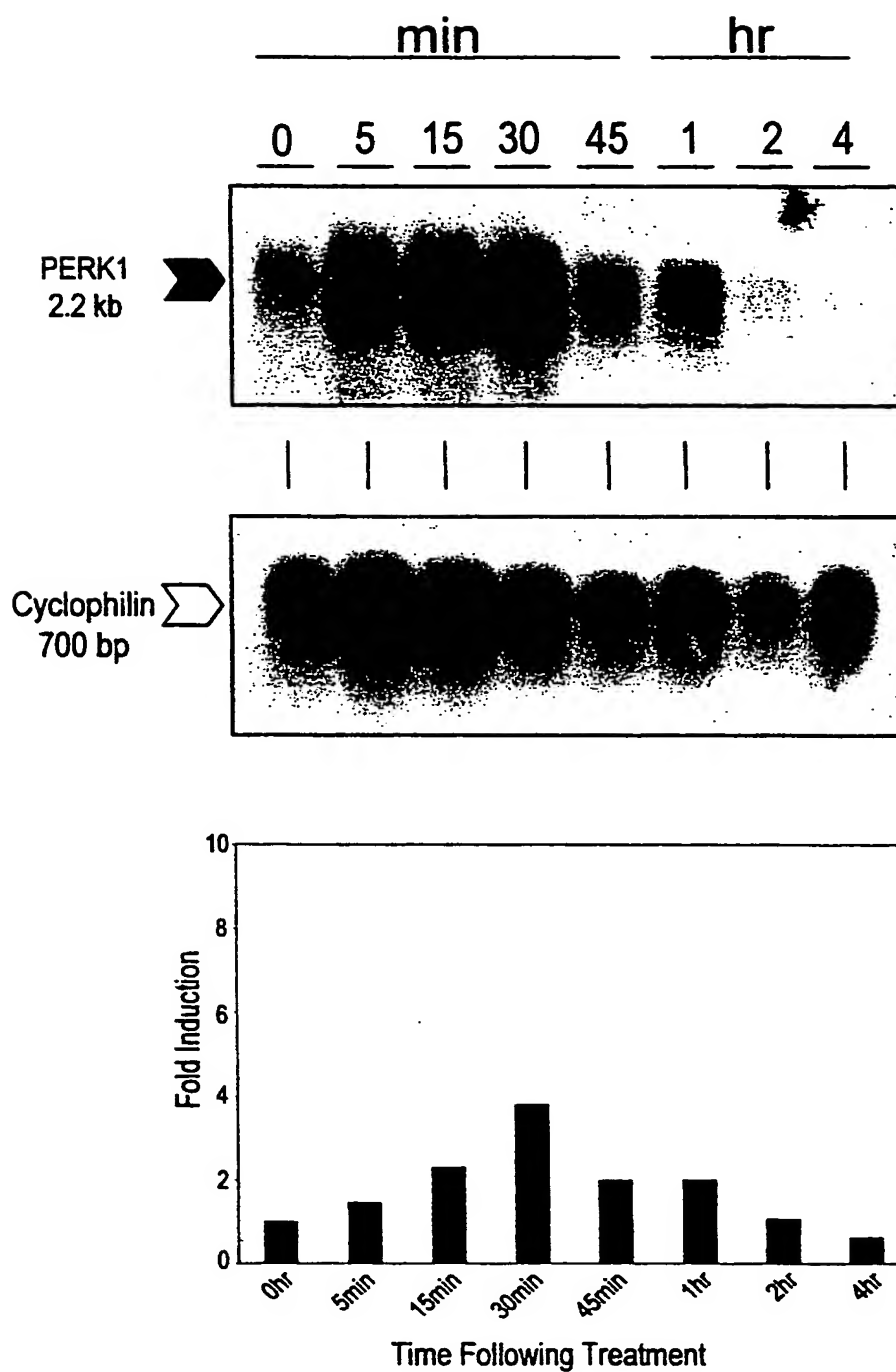 min hr
0 5 15 30 45 1 2 4
PERK1
2.2 kb
Cyclophilin
700 bp
10
8
6
4
2
0
Fold Induction
0hr 5min 15min 30min 45min 1hr 2hr 4hr
Time Following Treatment